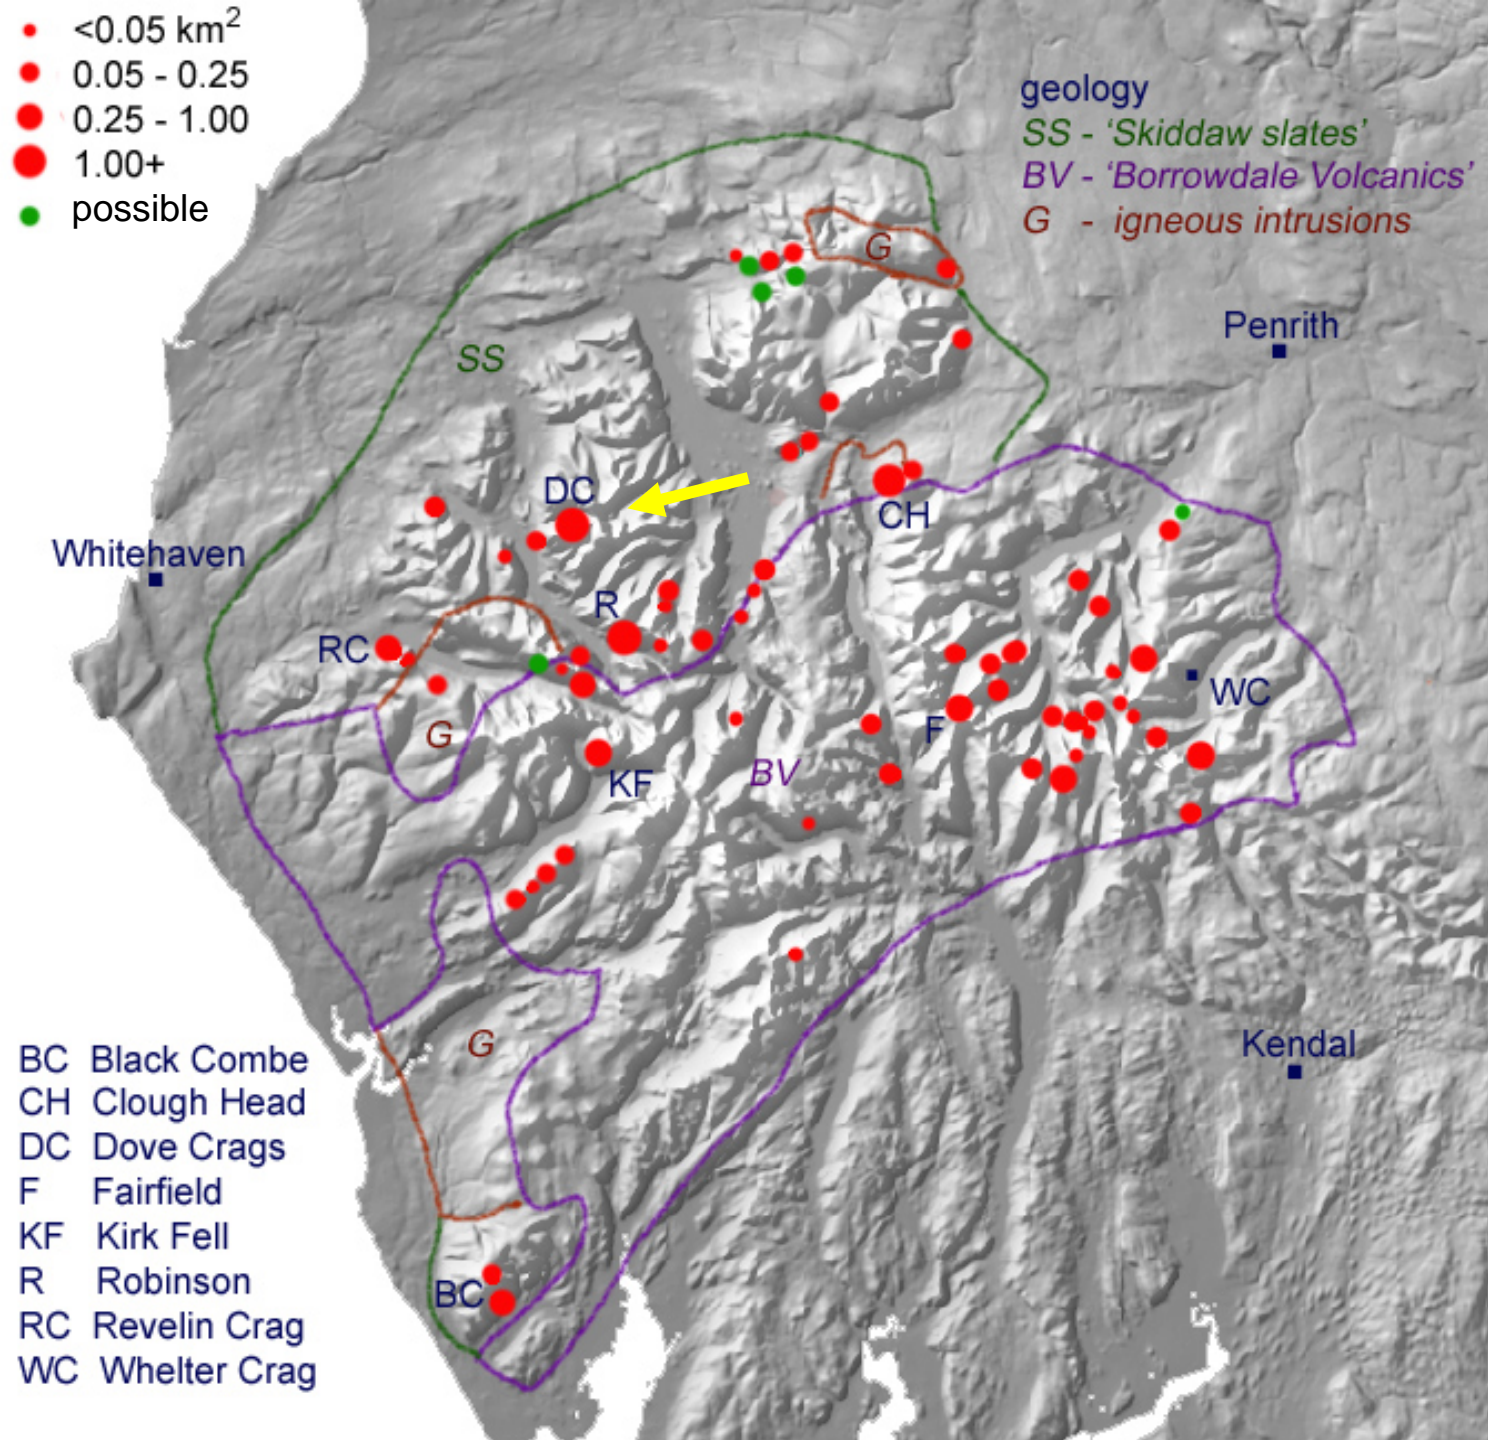 <0.05 km²
0.05 - 0.25
0.25 - 1.00
1.00+
possible
geology
SS - ‘Skiddaw slates’
BV - ‘Borrowdale Volcanics’
G - igneous intrusions
G
Penrith
SS
DC
CH
Whitehaven
R
RC
WC
F
G
KF
BV
G
Kendal
BC
BC Black Combe
CH Clough Head
DC Dove Crags
F Fairfield
KF Kirk Fell
R Robinson
RC Revelin Crag
WC Whelter Crag